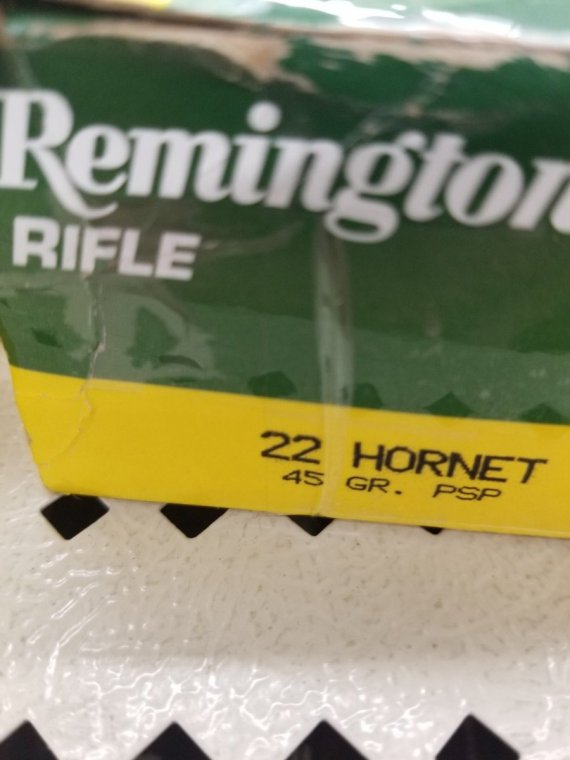 Remington
RIFLE
22 HORNET
45 GR. PSP